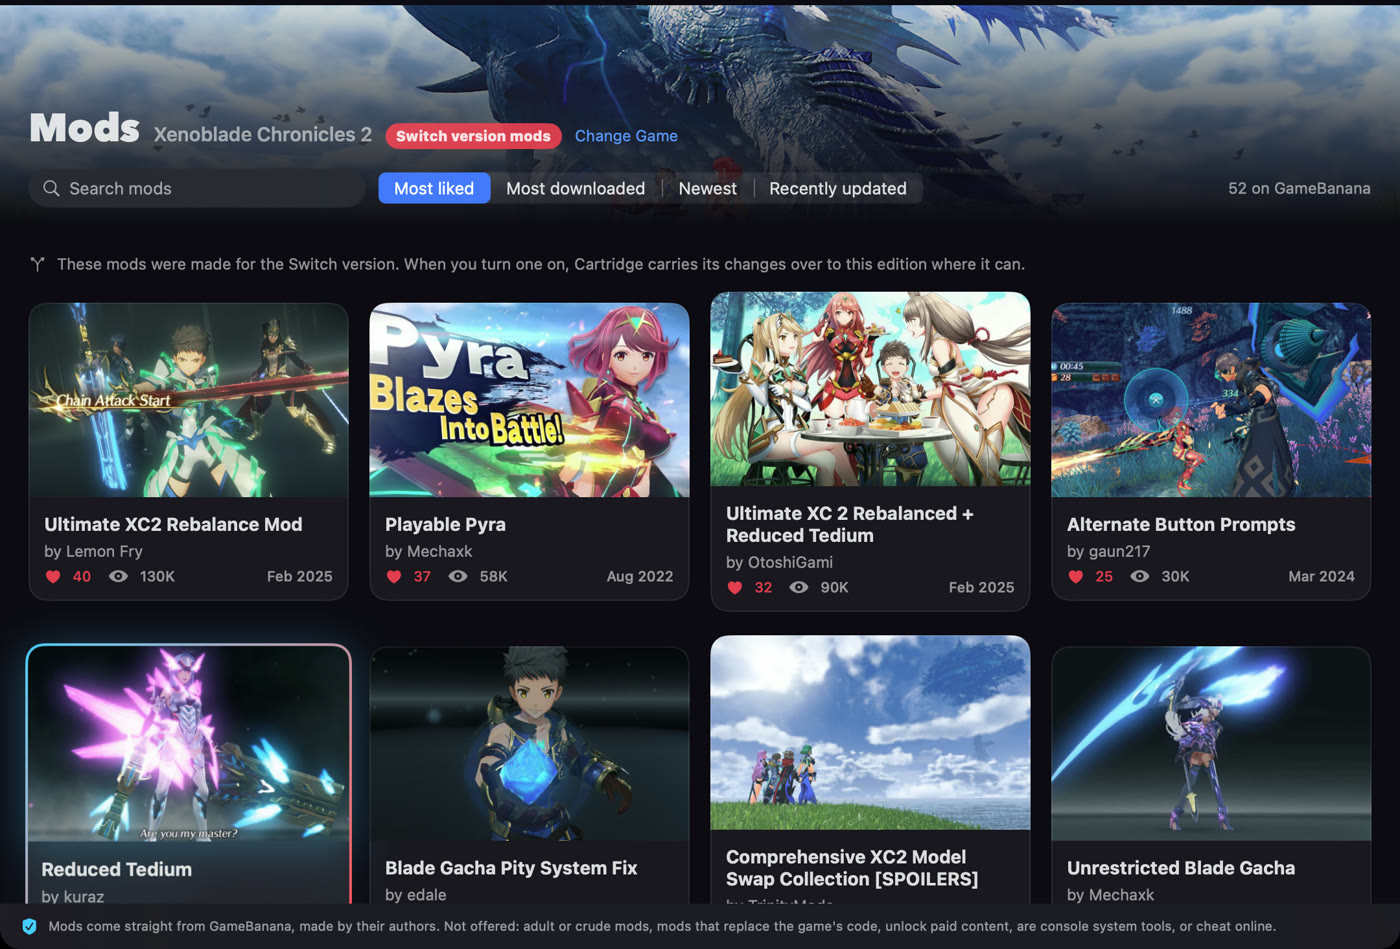 Mods Xenoblade Chronicles 2 Switch version mods Change Game
Search mods Most liked Most downloaded Newest Recently updated 52 on GameBanana
These mods were made for the Switch version. When you turn one on, Cartridge carries its changes over to this edition where it can.
Chain Attack Start
Ultimate XC2 Rebalance Mod
by Lemon Fry
40 130K Feb 2025
Pyra
Blazes
Into Battle!
Playable Pyra
by Mechaxk
37 58K Aug 2022
Ultimate XC 2 Rebalanced +
Reduced Tedium
by OtoshiGami
32 90K Feb 2025
1488
00:45
28
334
Alternate Button Prompts
by gaun217
25 30K Mar 2024
Are you my master?
Reduced Tedium
by kuraz
Blade Gacha Pity System Fix
by edale
Comprehensive XC2 Model
Swap Collection [SPOILERS]
Unrestricted Blade Gacha
by Mechaxk
Mods come straight from GameBanana, made by their authors. Not offered: adult or crude mods, mods that replace the game's code, unlock paid content, are console system tools, or cheat online.